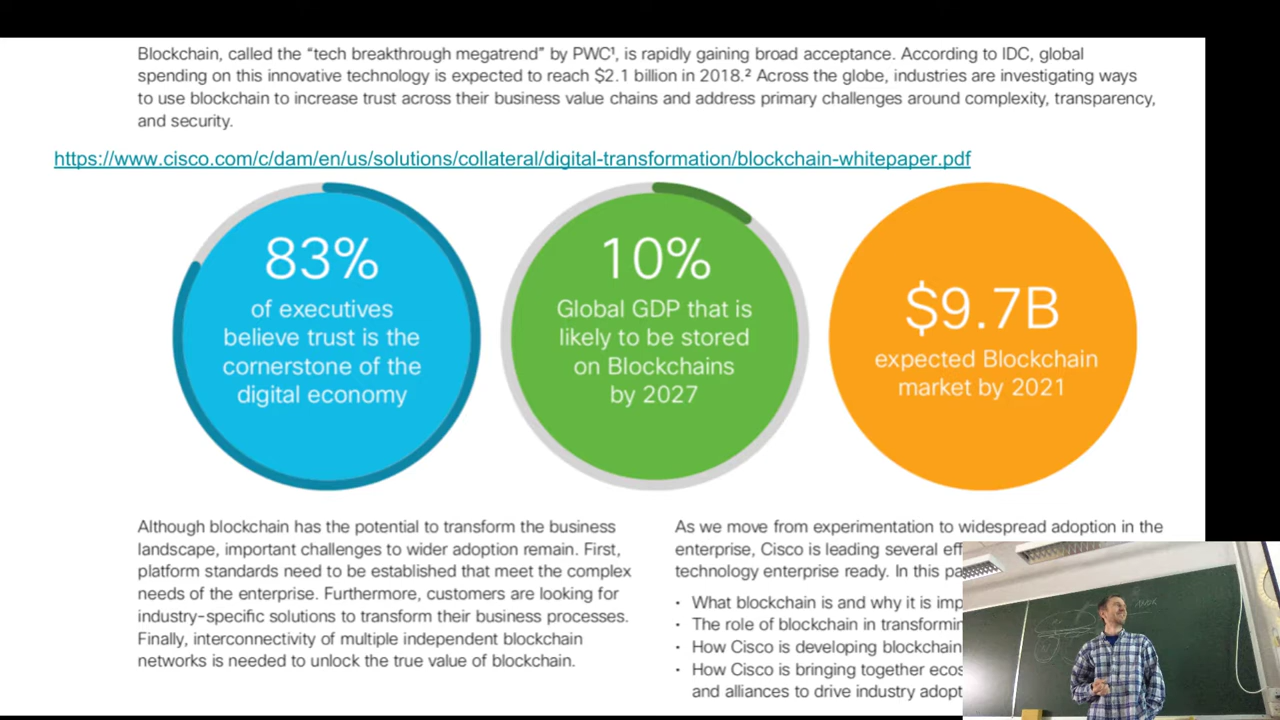 Blockchain, called the “tech breakthrough megatrend” by PWC¹, is rapidly gaining broad acceptance. According to IDC, global
spending on this innovative technology is expected to reach $2.1 billion in 2018.² Across the globe, industries are investigating ways
to use blockchain to increase trust across their business value chains and address primary challenges around complexity, transparency,
and security.
https://www.cisco.com/c/dam/en/us/solutions/collateral/digital-transformation/blockchain-whitepaper.pdf
83%
of executives
believe trust is the
cornerstone of the
digital economy
10%
Global GDP that is
likely to be stored
on Blockchains
by 2027
$9.7B
expected Blockchain
market by 2021
Although blockchain has the potential to transform the business
landscape, important challenges to wider adoption remain. First,
platform standards need to be established that meet the complex
needs of the enterprise. Furthermore, customers are looking for
industry-specific solutions to transform their business processes.
Finally, interconnectivity of multiple independent blockchain
networks is needed to unlock the true value of blockchain.
As we move from experimentation to widespread adoption in the
enterprise, Cisco is leading several eff
technology enterprise ready. In this pa
• What blockchain is and why it is imp
• The role of blockchain in transformin
• How Cisco is developing blockchain
• How Cisco is bringing together ecos
and alliances to drive industry adopt